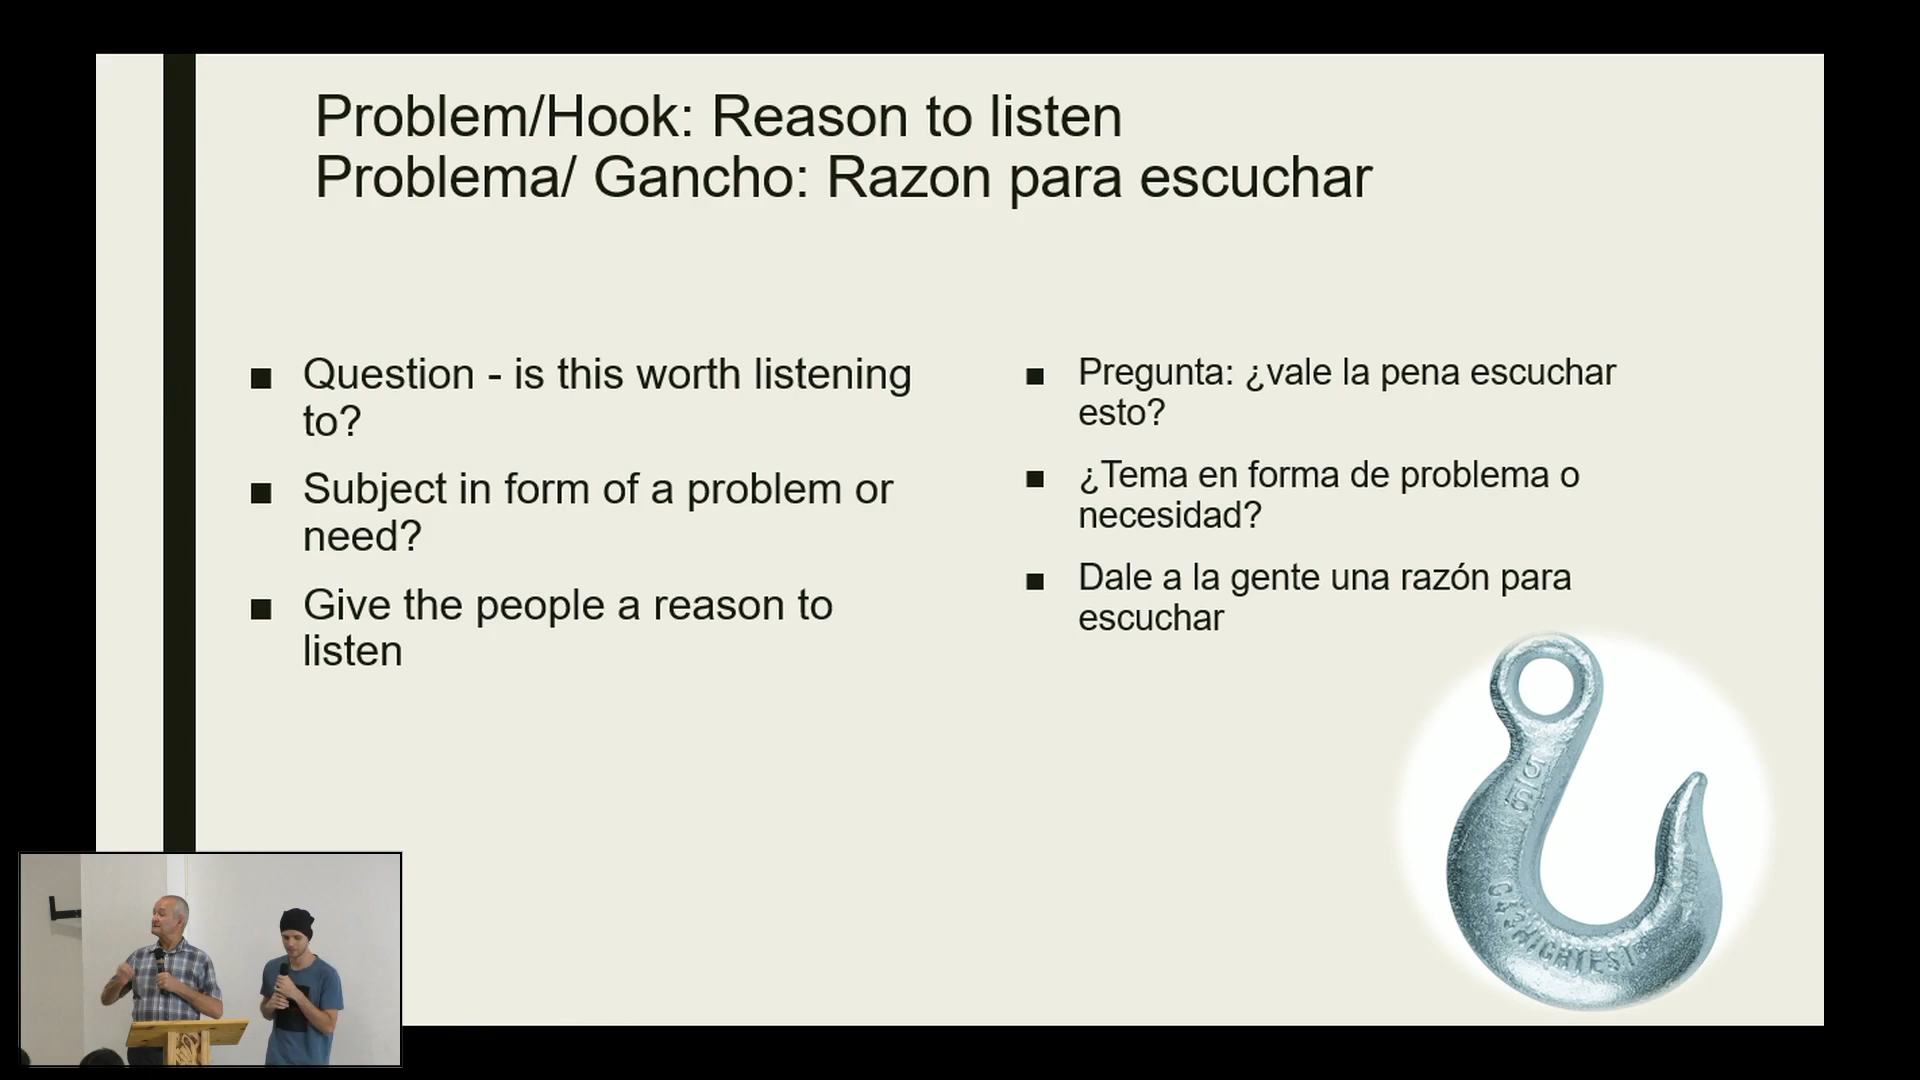 Problem/Hook: Reason to listen
Problema/ Gancho: Razon para escuchar
■ Question - is this worth listening
to?
■ Subject in form of a problem or
need?
■ Give the people a reason to
listen
■ Pregunta: ¿vale la pena escuchar
esto?
■ ¿Tema en forma de problema o
necesidad?
■ Dale a la gente una razón para
escuchar